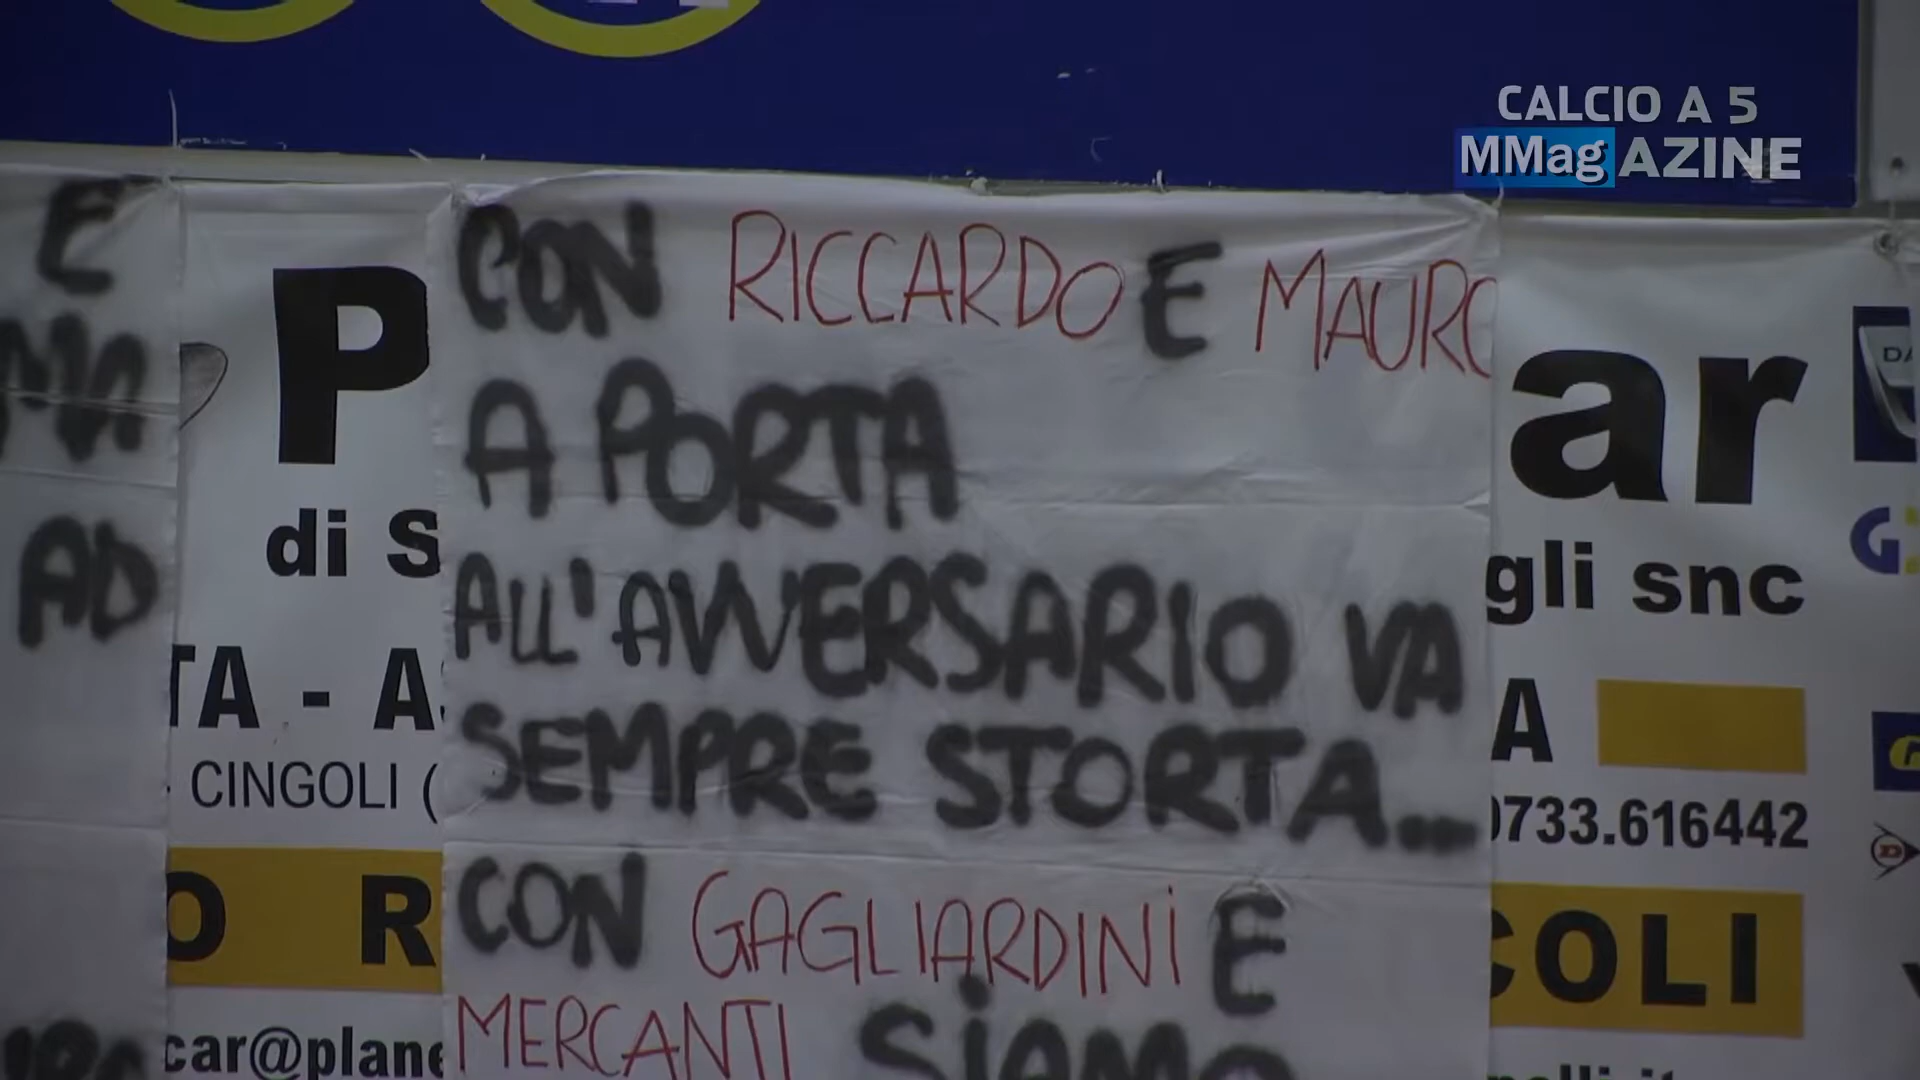 CALCIO A 5
MMagAZINE
E
MA
AD
P
di S
TA - A
CINGOLI (
O R
car@plane
CON RICCARDO E MAURO
A PORTA
ALL'AVVERSARIO VA
SEMPRE STORTA...
CON GAGLIARDINI E
MERCANTI SIAMO
ar
gli snc
A
0733.616442
COLI
DA
G